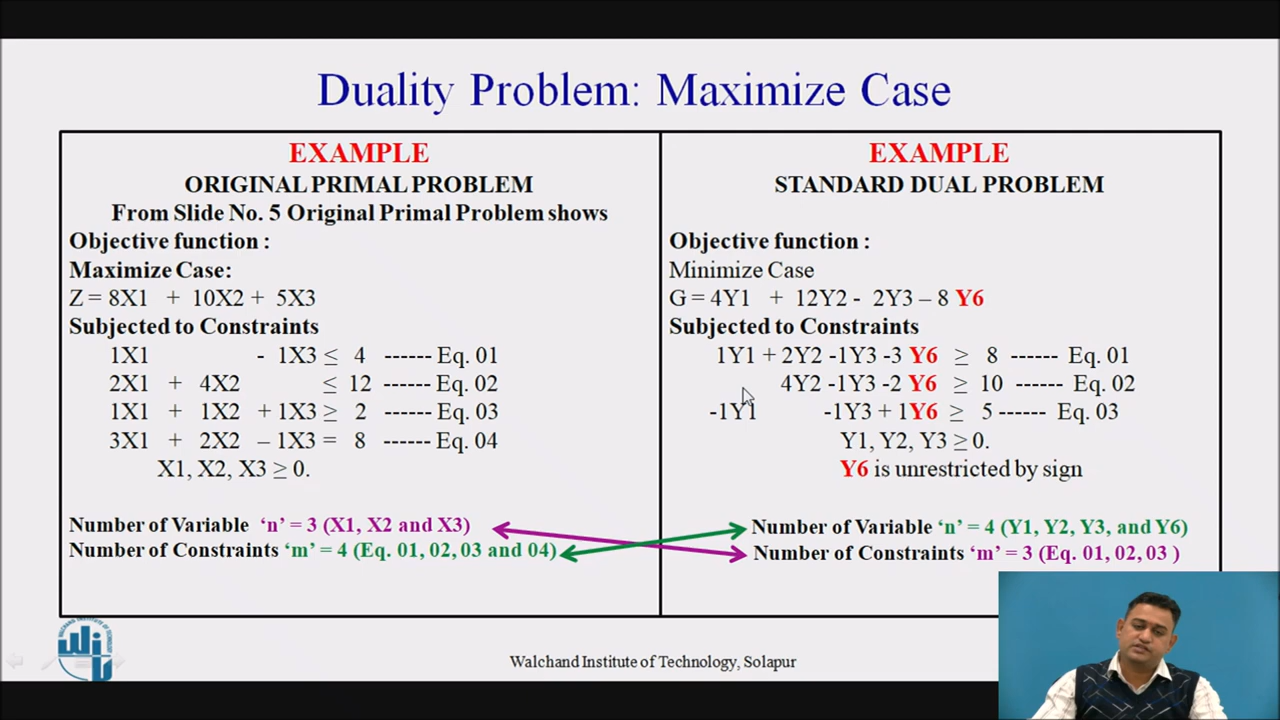 Duality Problem: Maximize Case
EXAMPLE
ORIGINAL PRIMAL PROBLEM
From Slide No. 5 Original Primal Problem shows
Objective function :
Maximize Case:
Z = 8X1 + 10X2 + 5X3
Subjected to Constraints
1X1 - 1X3 ≤ 4 ------ Eq. 01
2X1 + 4X2 ≤ 12 ------ Eq. 02
1X1 + 1X2 + 1X3 ≥ 2 ------ Eq. 03
3X1 + 2X2 – 1X3 = 8 ------ Eq. 04
X1, X2, X3 ≥ 0.
Number of Variable ‘n’ = 3 (X1, X2 and X3)
Number of Constraints ‘m’ = 4 (Eq. 01, 02, 03 and 04)
EXAMPLE
STANDARD DUAL PROBLEM
Objective function :
Minimize Case
G = 4Y1 + 12Y2 - 2Y3 – 8 Y6
Subjected to Constraints
1Y1 + 2Y2 -1Y3 -3 Y6 ≥ 8 ------ Eq. 01
4Y2 -1Y3 -2 Y6 ≥ 10 ------ Eq. 02
-1Y1 -1Y3 + 1Y6 ≥ 5 ------ Eq. 03
Y1, Y2, Y3 ≥ 0.
Y6 is unrestricted by sign
Number of Variable ‘n’ = 4 (Y1, Y2, Y3, and Y6)
Number of Constraints ‘m’ = 3 (Eq. 01, 02, 03 )
Walchand Institute of Technology, Solapur